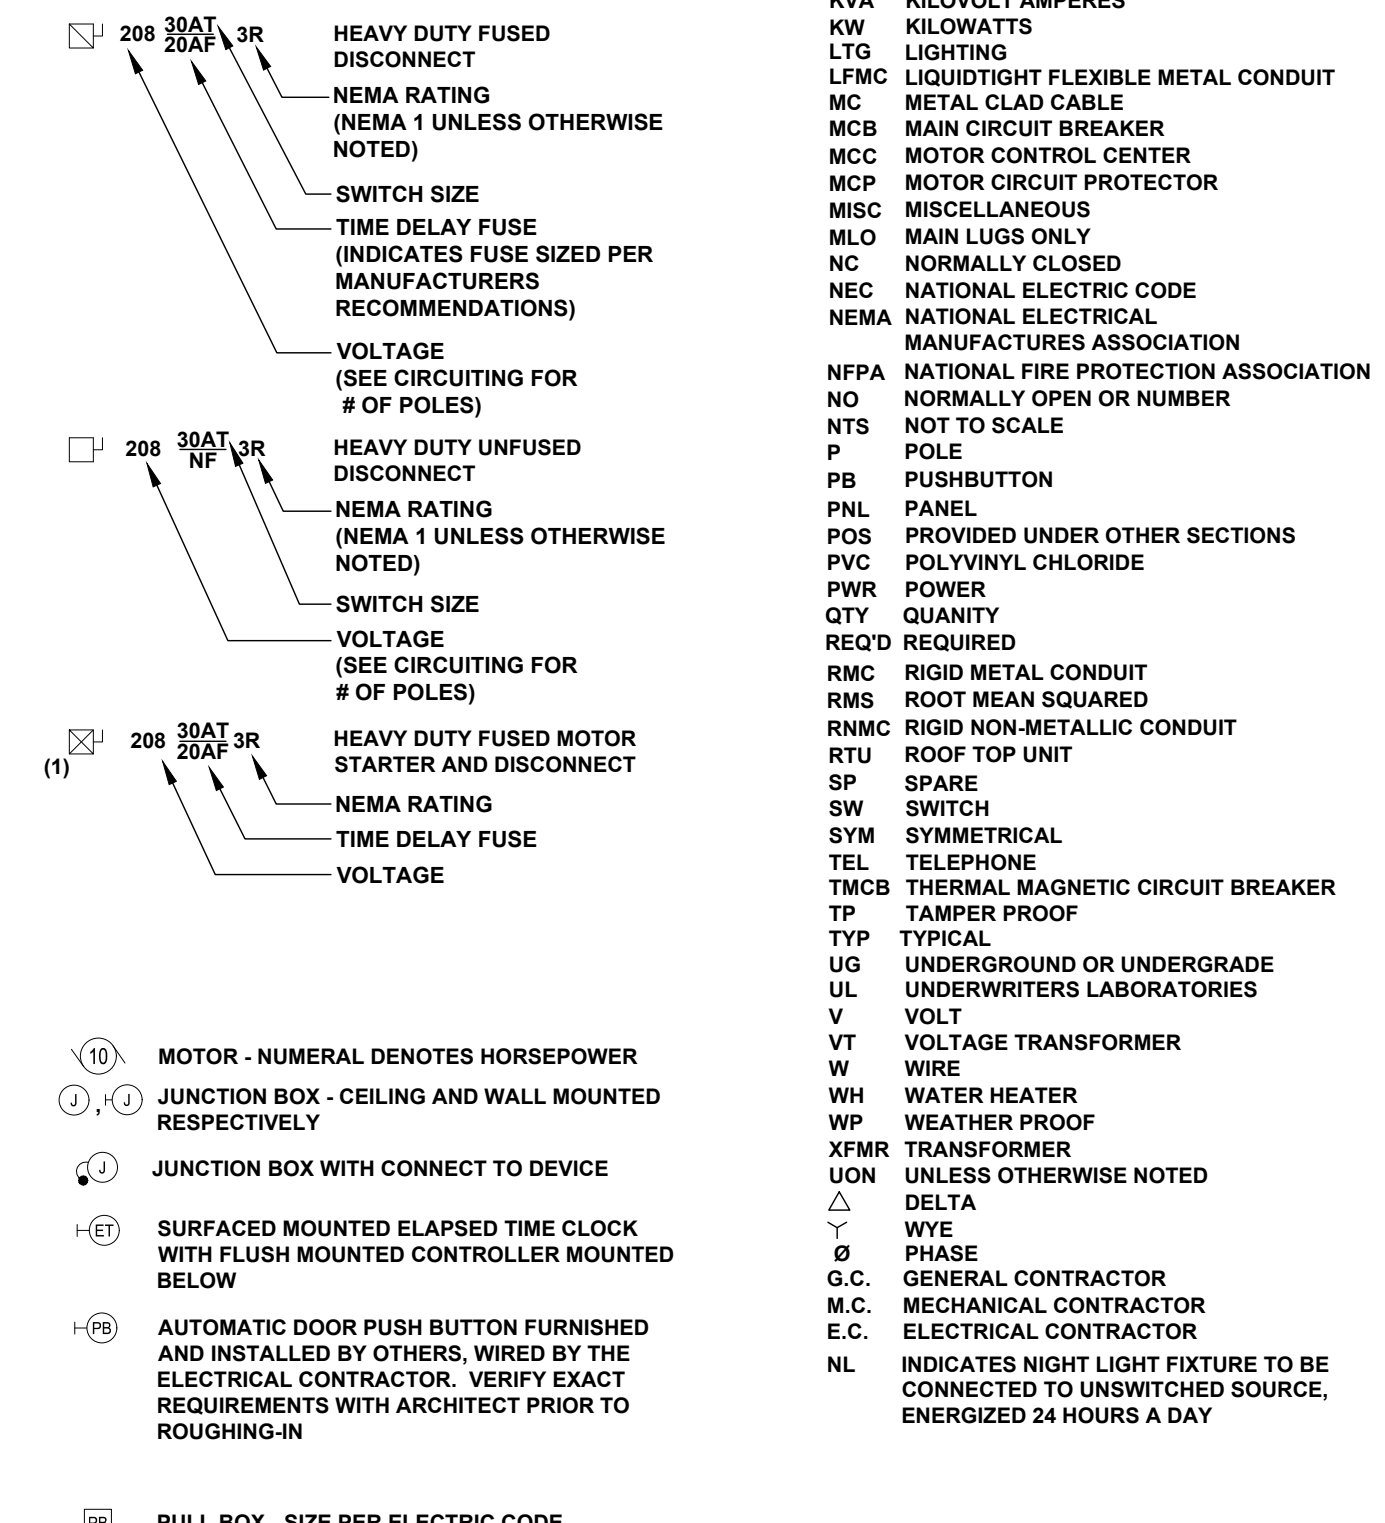 208 30AT 3R HEAVY DUTY FUSED
20AF
DISCONNECT
NEMA RATING
(NEMA 1 UNLESS OTHERWISE
NOTED)
SWITCH SIZE
TIME DELAY FUSE
(INDICATES FUSE SIZED PER
MANUFACTURERS
RECOMMENDATIONS)
VOLTAGE
(SEE CIRCUITING FOR
# OF POLES)
208 30AT 3R HEAVY DUTY UNFUSED
NF
DISCONNECT
NEMA RATING
(NEMA 1 UNLESS OTHERWISE
NOTED)
SWITCH SIZE
VOLTAGE
(SEE CIRCUITING FOR
# OF POLES)
(1) 208 30AT 3R HEAVY DUTY FUSED MOTOR
20AF
STARTER AND DISCONNECT
NEMA RATING
TIME DELAY FUSE
VOLTAGE
10 MOTOR - NUMERAL DENOTES HORSEPOWER
J , J JUNCTION BOX - CEILING AND WALL MOUNTED
RESPECTIVELY
J JUNCTION BOX WITH CONNECT TO DEVICE
ET SURFACED MOUNTED ELAPSED TIME CLOCK
WITH FLUSH MOUNTED CONTROLLER MOUNTED
BELOW
PB AUTOMATIC DOOR PUSH BUTTON FURNISHED
AND INSTALLED BY OTHERS, WIRED BY THE
ELECTRICAL CONTRACTOR. VERIFY EXACT
REQUIREMENTS WITH ARCHITECT PRIOR TO
ROUGHING-IN
PB PULL BOX - SIZE PER ELECTRIC CODE
KVA KILOVOLT AMPERES
KW KILOWATTS
LTG LIGHTING
LFMC LIQUIDTIGHT FLEXIBLE METAL CONDUIT
MC METAL CLAD CABLE
MCB MAIN CIRCUIT BREAKER
MCC MOTOR CONTROL CENTER
MCP MOTOR CIRCUIT PROTECTOR
MISC MISCELLANEOUS
MLO MAIN LUGS ONLY
NC NORMALLY CLOSED
NEC NATIONAL ELECTRIC CODE
NEMA NATIONAL ELECTRICAL
MANUFACTURES ASSOCIATION
NFPA NATIONAL FIRE PROTECTION ASSOCIATION
NO NORMALLY OPEN OR NUMBER
NTS NOT TO SCALE
P POLE
PB PUSHBUTTON
PNL PANEL
POS PROVIDED UNDER OTHER SECTIONS
PVC POLYVINYL CHLORIDE
PWR POWER
QTY QUANITY
REQ'D REQUIRED
RMC RIGID METAL CONDUIT
RMS ROOT MEAN SQUARED
RNMC RIGID NON-METALLIC CONDUIT
RTU ROOF TOP UNIT
SP SPARE
SW SWITCH
SYM SYMMETRICAL
TEL TELEPHONE
TMCB THERMAL MAGNETIC CIRCUIT BREAKER
TP TAMPER PROOF
TYP TYPICAL
UG UNDERGROUND OR UNDERGRADE
UL UNDERWRITERS LABORATORIES
V VOLT
VT VOLTAGE TRANSFORMER
W WIRE
WH WATER HEATER
WP WEATHER PROOF
XFMR TRANSFORMER
UON UNLESS OTHERWISE NOTED
DELTA
WYE
Ø PHASE
G.C. GENERAL CONTRACTOR
M.C. MECHANICAL CONTRACTOR
E.C. ELECTRICAL CONTRACTOR
NL INDICATES NIGHT LIGHT FIXTURE TO BE
CONNECTED TO UNSWITCHED SOURCE,
ENERGIZED 24 HOURS A DAY